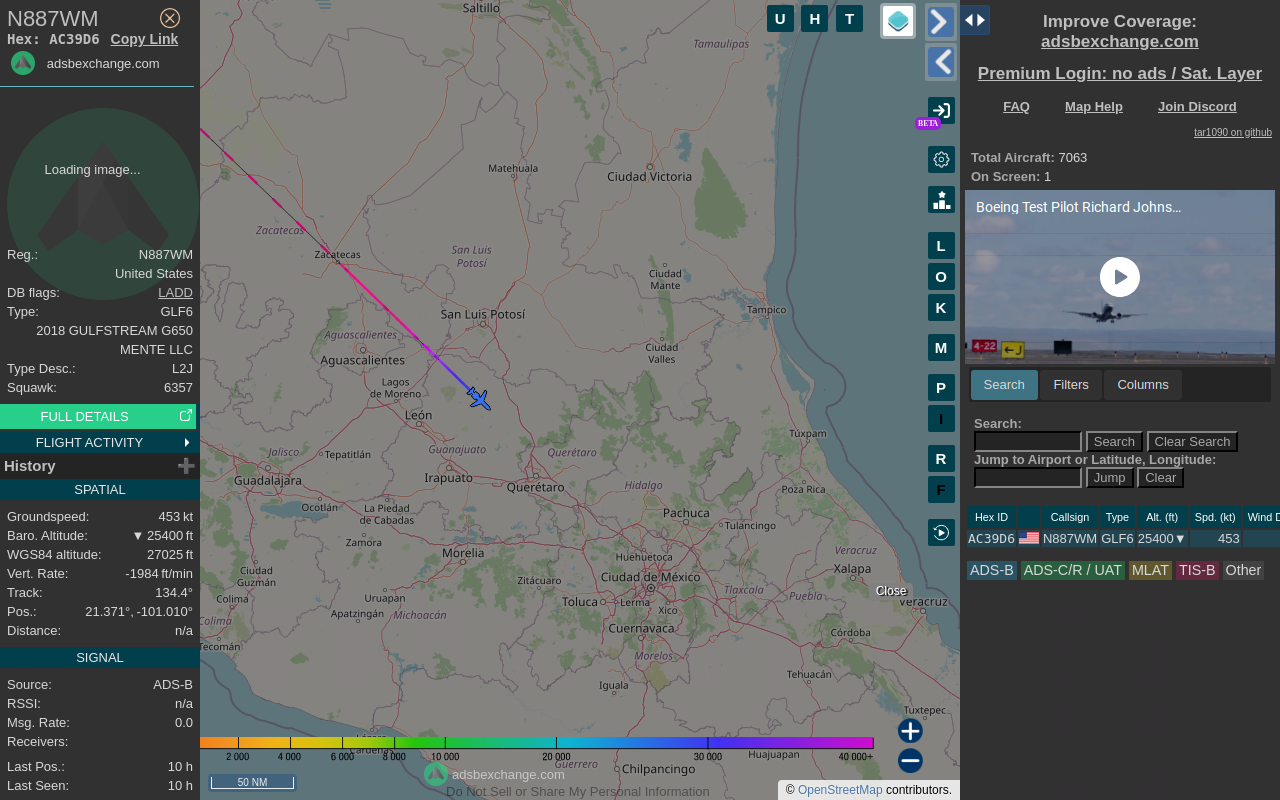 N887WM
Hex: AC39D6 Copy Link
adsbexchange.com
Loading image...
Reg.: N887WM
United States
DB flags: LADD
Type: GLF6
2018 GULFSTREAM G650
MENTE LLC
Type Desc.: L2J
Squawk: 6357
FULL DETAILS
FLIGHT ACTIVITY
History
SPATIAL
Groundspeed: 453 kt
Baro. Altitude: ▼ 25400 ft
WGS84 altitude: 27025 ft
Vert. Rate: -1984 ft/min
Track: 134.4°
Pos.: 21.371°, -101.010°
Distance: n/a
SIGNAL
Source: ADS-B
RSSI: n/a
Msg. Rate: 0.0
Receivers:
Last Pos.: 10 h
Last Seen: 10 h
Saltillo
Tamaulipas
Matehuala
Ciudad Victoria
Zacatecas
Zacatecas
San Luis
Potosí
Ciudad
Mante
Tampico
San Luis Potosí
Aguascalientes
Aguascalientes
Ciudad
Valles
Lagos
de Moreno
León
Túxpam
Jalisco
Tepatitlán
Guanajuato
Querétaro
Guadalajara
Irapuato
Querétaro
Hidalgo
Poza Rica
Ocotlán
La Piedad
de Cabadas
Pachuca
Tulancingo
Zamora
Morelia
Huehuetoca
Veracruz
Xalapa
Ciudad
Guzmán
Zitácuaro
Ciudad de México
Colima
Uruapan
Toluca
Lerma
Tlaxcala
Puebla
Close
Veracruz
Colima
Apatzingán
Michoacán
Xico
Cuernavaca
Tecomán
Córdoba
Morelos
Tehuacán
Iguala
Tuxtepec
Lázaro
Cárdenas
Guerrero
Chilpancingo
Huajuapan
2 000 4 000 6 000 8 000 10 000 20 000 30 000 40 000+
50 NM
adsbexchange.com
Do Not Sell or Share My Personal Information
© OpenStreetMap contributors.
U H T
BETA
L
O
K
M
P
I
R
F
Improve Coverage:
adsbexchange.com
Premium Login: no ads / Sat. Layer
FAQ Map Help Join Discord
tar1090 on github
Total Aircraft: 7063
On Screen: 1
Boeing Test Pilot Richard Johns...
4-22 J
Search Filters Columns
Search:
Search Clear Search
Jump to Airport or Latitude, Longitude:
Jump Clear
Hex ID Callsign Type Alt. (ft) Spd. (kt) Wind D
AC39D6 N887WM GLF6 25400▼ 453
ADS-B ADS-C/R / UAT MLAT TIS-B Other